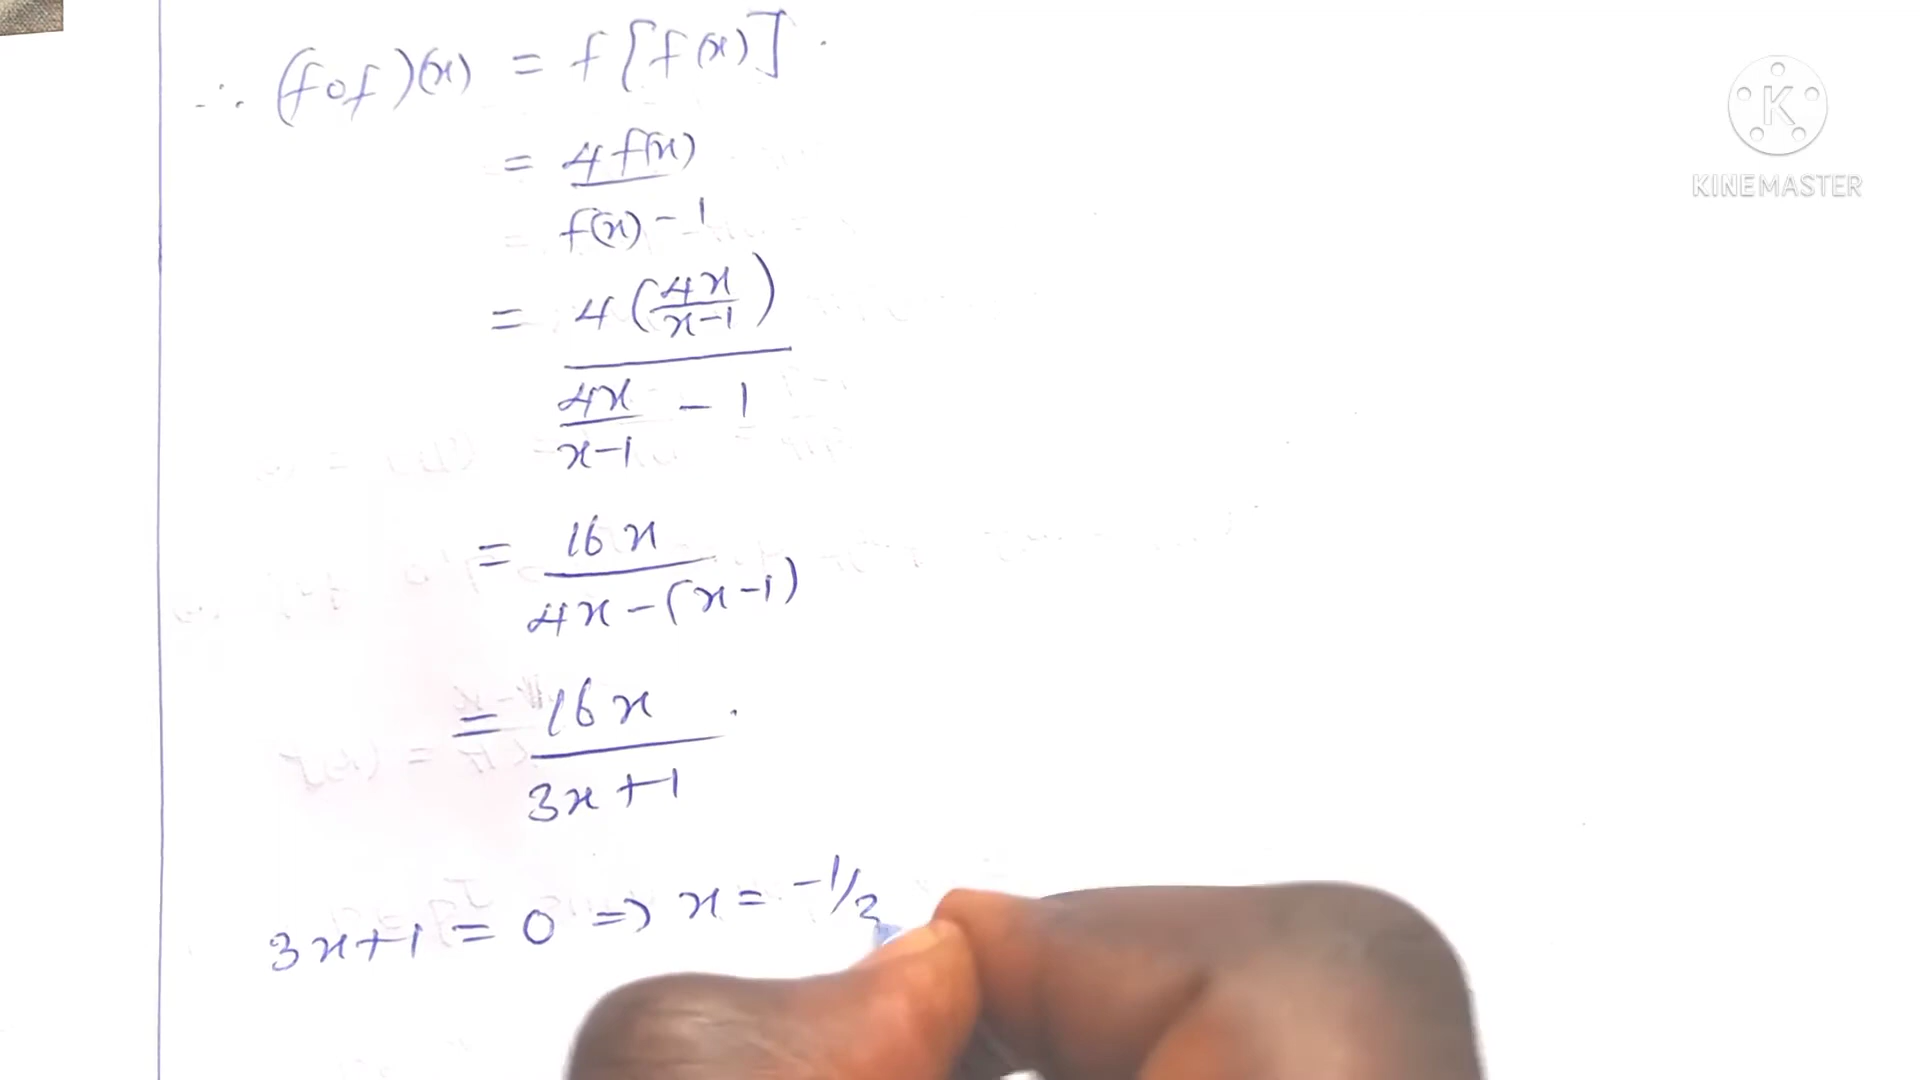 ∴ (fof)(x) = f[f(x)].
= 4f(x)
f(x) - 1
= 4(4x/x-1)
4x/x-1 - 1
= 16x
4x-(x-1)
= 16x.
3x+1
3x+1 = 0 ⇒ x = -1/3
K
KINEMASTER